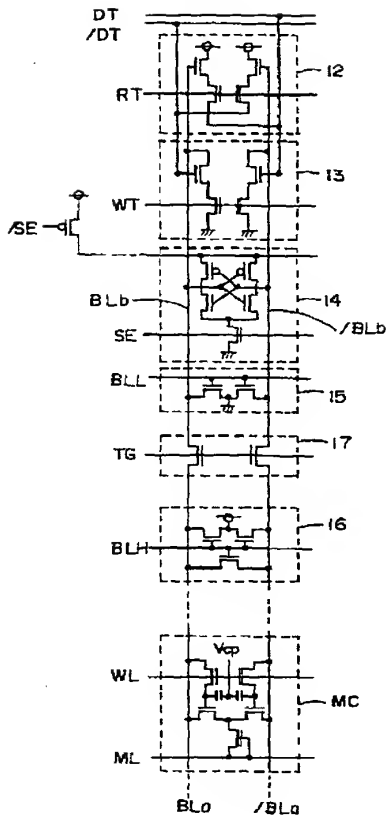 DT
/DT
12
RT
13
WT
/SE
BLb
14
/BLb
SE
BLL
15
17
TG
16
BLH
Vcp
WL
MC
ML
BLa
/BLa